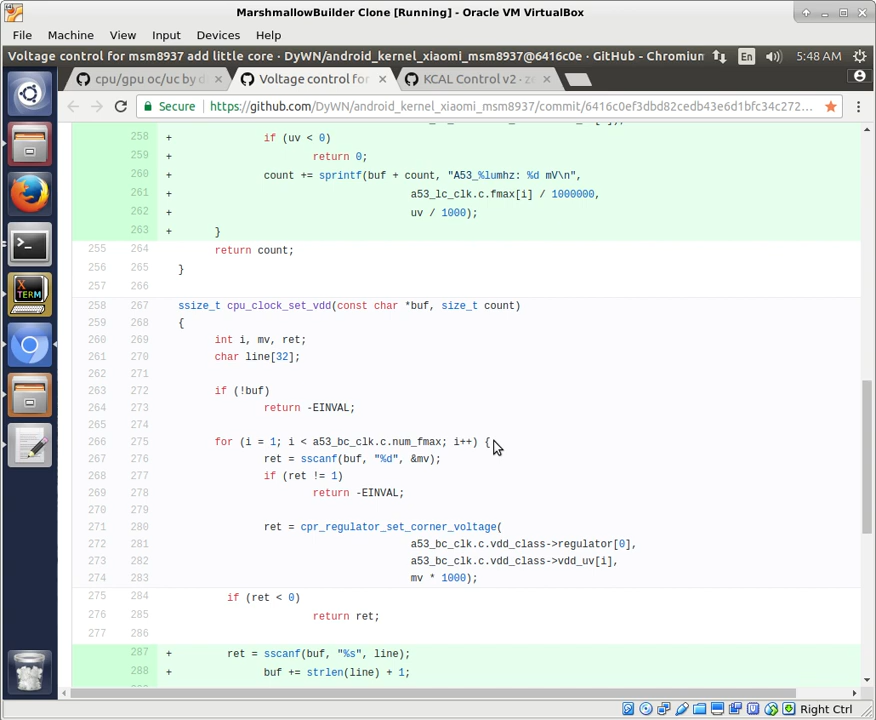 MarshmallowBuilder Clone [Running] - Oracle VM VirtualBox
File Machine View Input Devices Help
Voltage control for msm8937 add little core · DyWN/android_kernel_xiaomi_msm8937@6416c0e · GitHub - Chromium En 5:48 AM
cpu/gpu oc/uc by d × Voltage control for × KCAL Control v2 · ze ×
Secure https://github.com/DyWN/android_kernel_xiaomi_msm8937/commit/6416c0ef3dbd82cedb43e6d1bfc34c272...
258 + if (uv < 0)
259 + return 0;
260 + count += sprintf(buf + count, "A53_%lumhz: %d mV\n",
261 + a53_lc_clk.c.fmax[i] / 1000000,
262 + uv / 1000);
263 + }
255 264 return count;
256 265 }
257 266
258 267 ssize_t cpu_clock_set_vdd(const char *buf, size_t count)
259 268 {
260 269 int i, mv, ret;
261 270 char line[32];
262 271
263 272 if (!buf)
264 273 return -EINVAL;
265 274
266 275 for (i = 1; i < a53_bc_clk.c.num_fmax; i++) {
267 276 ret = sscanf(buf, "%d", &mv);
268 277 if (ret != 1)
269 278 return -EINVAL;
270 279
271 280 ret = cpr_regulator_set_corner_voltage(
272 281 a53_bc_clk.c.vdd_class->regulator[0],
273 282 a53_bc_clk.c.vdd_class->vdd_uv[i],
274 283 mv * 1000);
275 284 if (ret < 0)
276 285 return ret;
277 286
287 + ret = sscanf(buf, "%s", line);
288 + buf += strlen(line) + 1;
X TERM
Right Ctrl